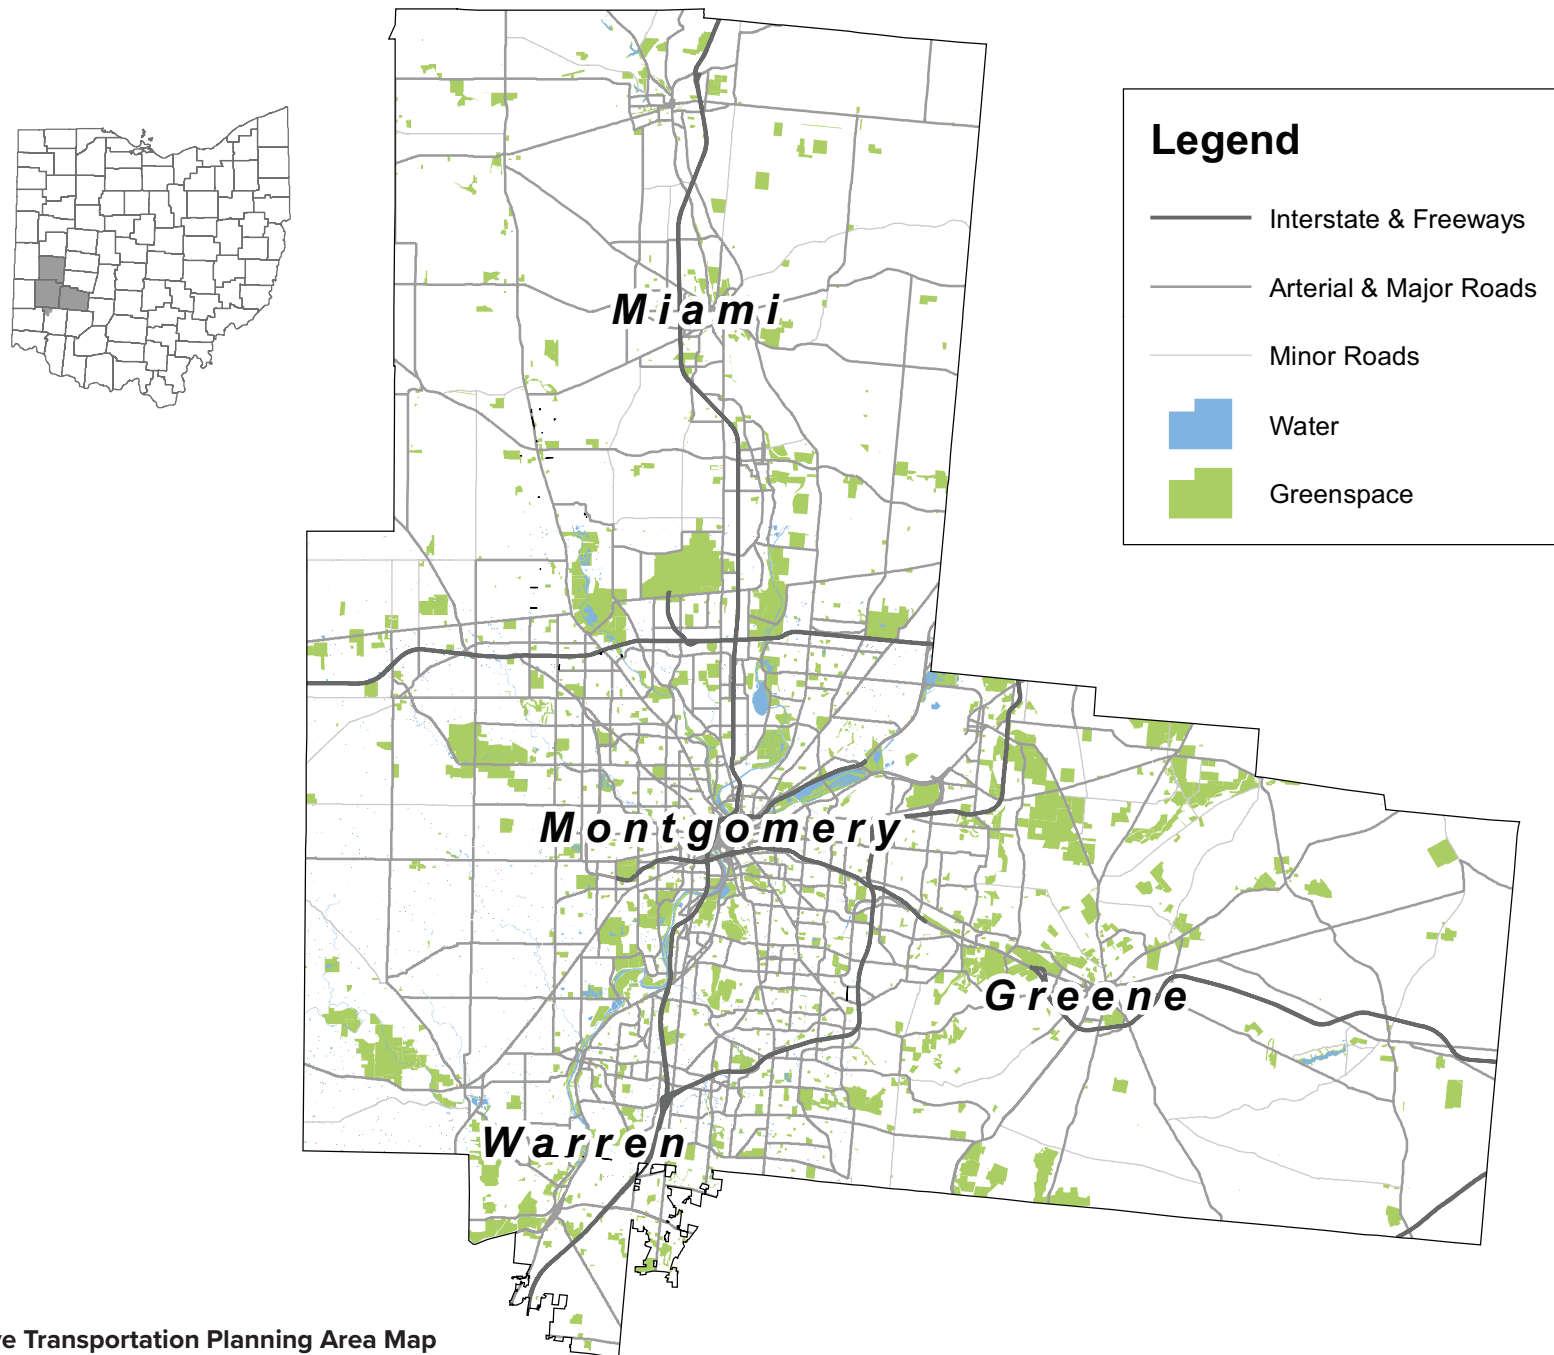 Legend
Interstate & Freeways
Arterial & Major Roads
Minor Roads
Water
Greenspace
Miami
Montgomery
Greene
Warren
Transportation Planning Area Map